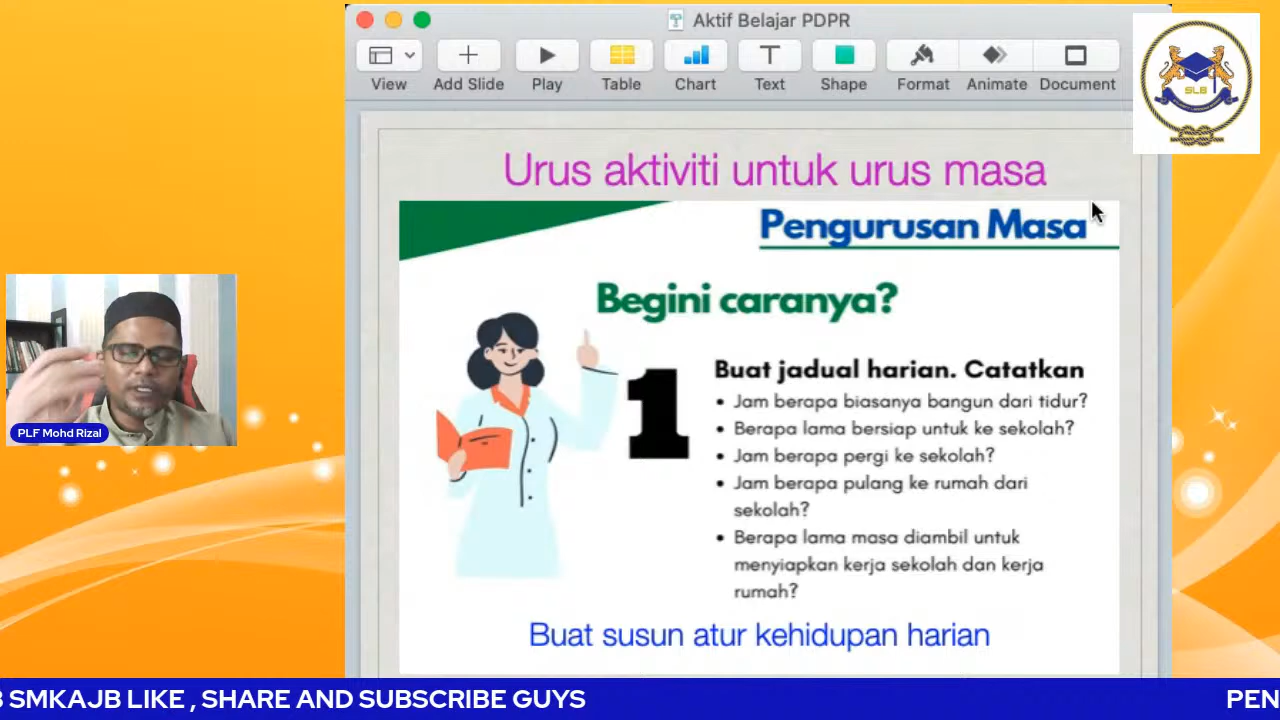 Aktif Belajar PDPR
View Add Slide Play Table Chart Text Shape Format Animate Document
SLB
Urus aktiviti untuk urus masa
Pengurusan Masa
Begini caranya?
1
Buat jadual harian. Catatkan
• Jam berapa biasanya bangun dari tidur?
• Berapa lama bersiap untuk ke sekolah?
• Jam berapa pergi ke sekolah?
• Jam berapa pulang ke rumah dari
sekolah?
• Berapa lama masa diambil untuk
menyiapkan kerja sekolah dan kerja
rumah?
Buat susun atur kehidupan harian
PLF Mohd Rizal
SMKAJB LIKE , SHARE AND SUBSCRIBE GUYS
PEN